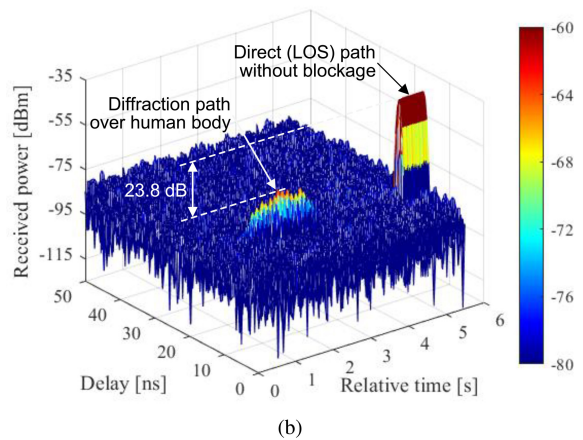 Direct (LOS) path
without blockage
Diffraction path
over human body
23.8 dB
Received power [dBm]
-35
-55
-75
-95
-115
50
40
30
20
10
0
Delay [ns]
0
1
2
3
4
5
6
Relative time [s]
-60
-64
-68
-72
-76
-80
(b)